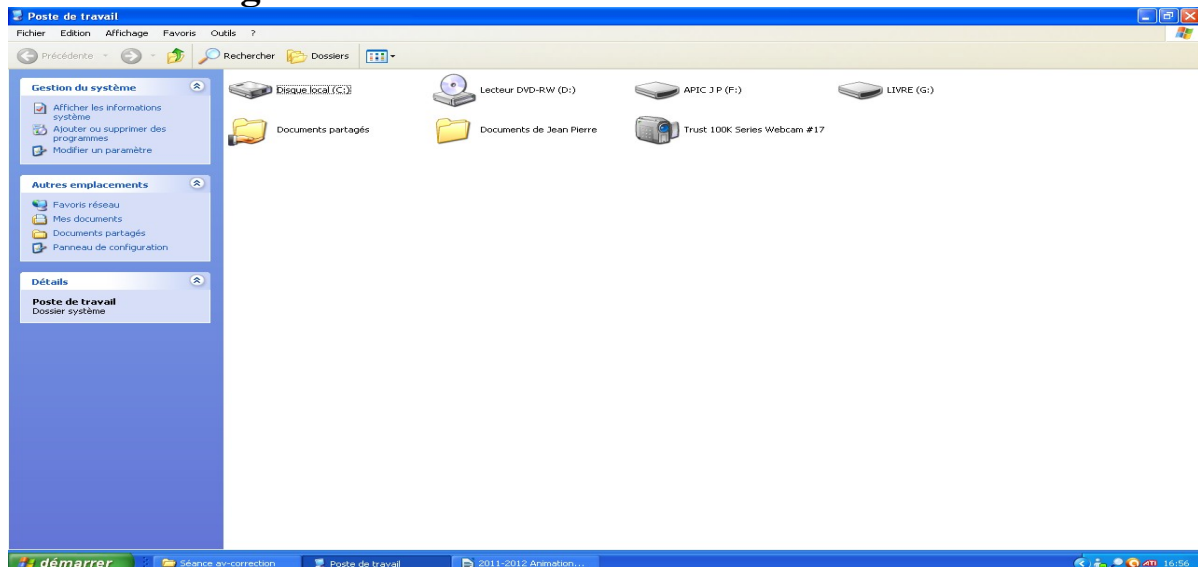 Poste de travail
Fichier Edition Affichage Favoris Outils ?
Précédente Rechercher Dossiers
Gestion du système
Afficher les informations
système
Ajouter ou supprimer des
programmes
Modifier un paramètre
Autres emplacements
Favoris réseau
Mes documents
Documents partagés
Panneau de configuration
Détails
Poste de travail
Dossier système
Disque local (C:) Lecteur DVD-RW (D:) APIC J P (F:) LIVRE (G:)
Documents partagés Documents de Jean Pierre Trust 100K Series Webcam #17
démarrer Séance av-correction Poste de travail 2011-2012 Animation... ATI 16:56